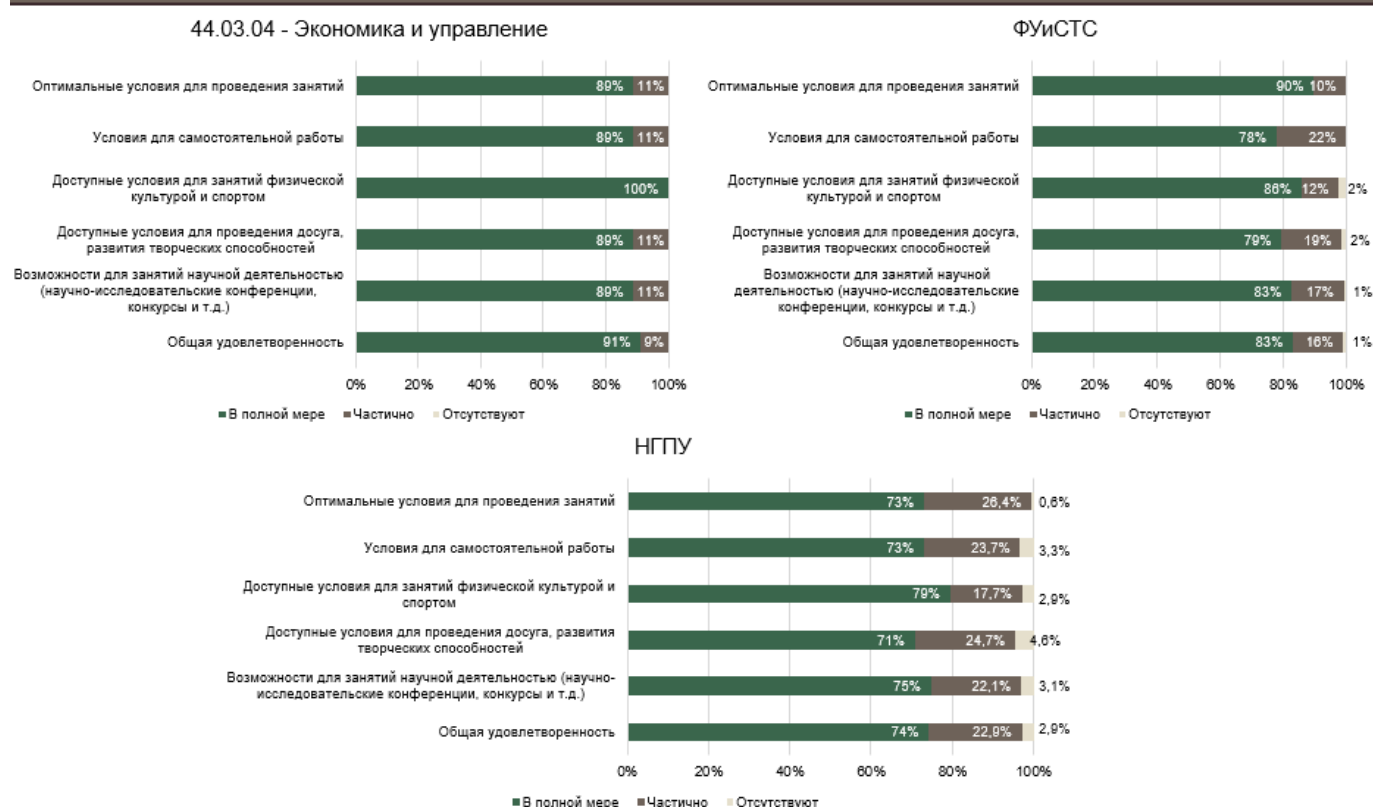 44.03.04 - Экономика и управление
Оптимальные условия для проведения занятий
89% 11%
Условия для самостоятельной работы
89% 11%
Доступные условия для занятий физической
культурой и спортом
100%
Доступные условия для проведения досуга,
развития творческих способностей
89% 11%
Возможности для занятий научной деятельностью
(научно-исследовательские конференции,
конкурсы и т.д.)
89% 11%
Общая удовлетворенность
91% 9%
0% 20% 40% 60% 80% 100%
В полной мере Частично Отсутствуют
ФУиСТС
Оптимальные условия для проведения занятий
90% 10%
Условия для самостоятельной работы
78% 22%
Доступные условия для занятий физической
культурой и спортом
86% 12% 2%
Доступные условия для проведения досуга,
развития творческих способностей
79% 19% 2%
Возможности для занятий научной
деятельностью (научно-исследовательские
конференции, конкурсы и т.д.)
83% 17% 1%
Общая удовлетворенность
83% 16% 1%
0% 20% 40% 60% 80% 100%
В полной мере Частично Отсутствуют
НГПУ
Оптимальные условия для проведения занятий
73% 26,4% 0,6%
Условия для самостоятельной работы
73% 23,7% 3,3%
Доступные условия для занятий физической культурой и
спортом
79% 17,7% 2,9%
Доступные условия для проведения досуга, развития
творческих способностей
71% 24,7% 4,6%
Возможности для занятий научной деятельностью (научно-
исследовательские конференции, конкурсы и т.д.)
75% 22,1% 3,1%
Общая удовлетворенность
74% 22,9% 2,9%
0% 20% 40% 60% 80% 100%
В полной мере Частично Отсутствуют